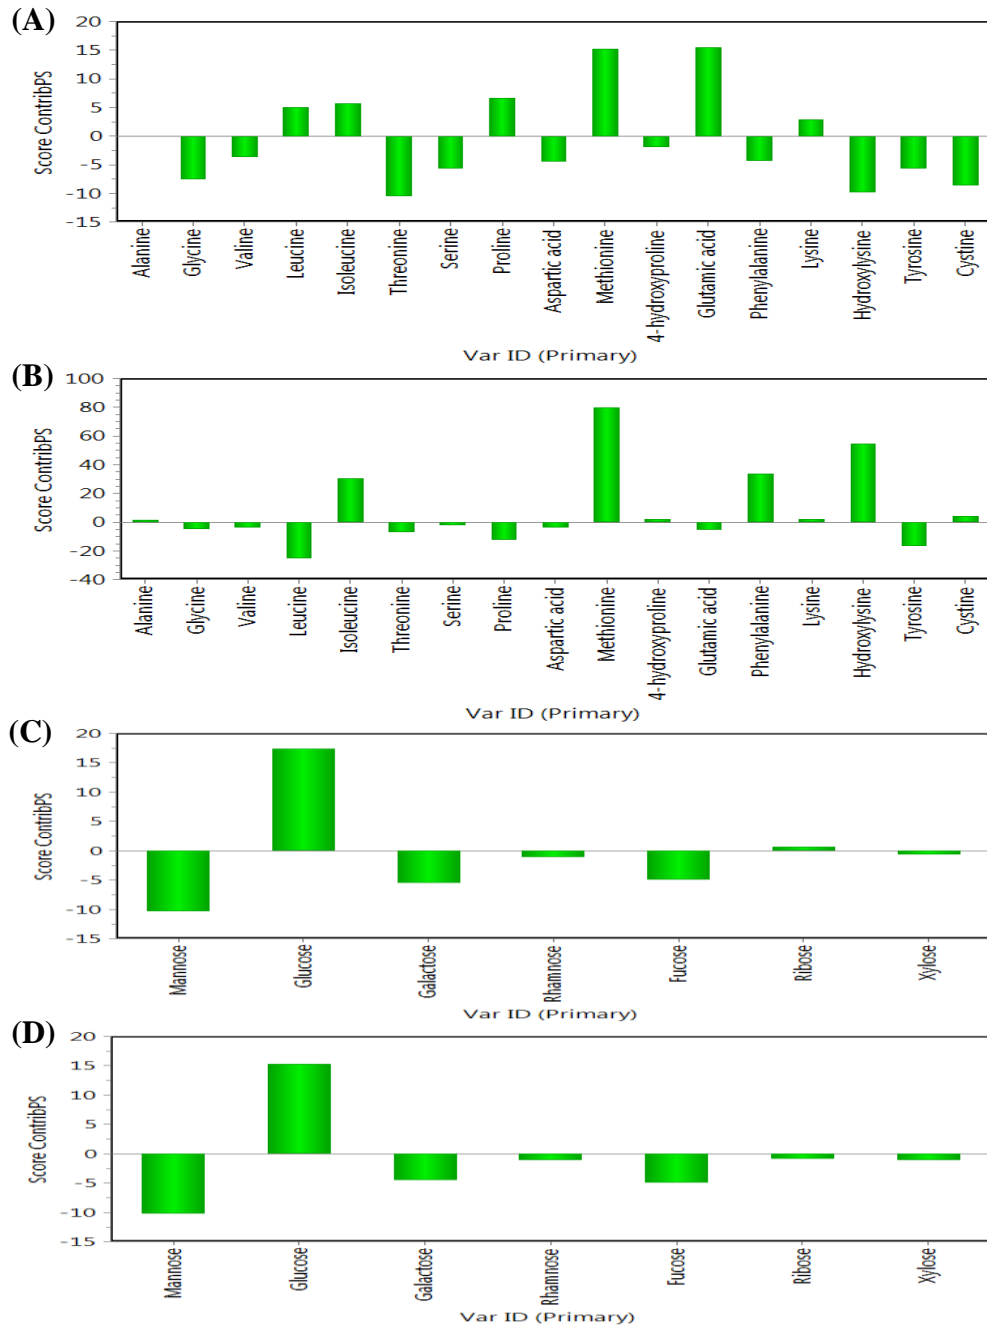 (A)
20
15
10
5
0
-5
-10
-15
Score ContribPS
Alanine
Glycine
Valine
Leucine
Isoleucine
Threonine
Serine
Proline
Aspartic acid
Methionine
4-hydroxyproline
Glutamic acid
Phenylalanine
Lysine
Hydroxylysine
Tyrosine
Cystine
Var ID (Primary)
(B)
100
80
60
40
20
0
-20
-40
Score ContribPS
Alanine
Glycine
Valine
Leucine
Isoleucine
Threonine
Serine
Proline
Aspartic acid
Methionine
4-hydroxyproline
Glutamic acid
Phenylalanine
Lysine
Hydroxylysine
Tyrosine
Cystine
Var ID (Primary)
(C)
20
15
10
5
0
-5
-10
-15
Score ContribPS
Mannose
Glucose
Galactose
Rhamnose
Fucose
Ribose
Xylose
Var ID (Primary)
(D)
20
15
10
5
0
-5
-10
-15
Score ContribPS
Mannose
Glucose
Galactose
Rhamnose
Fucose
Ribose
Xylose
Var ID (Primary)